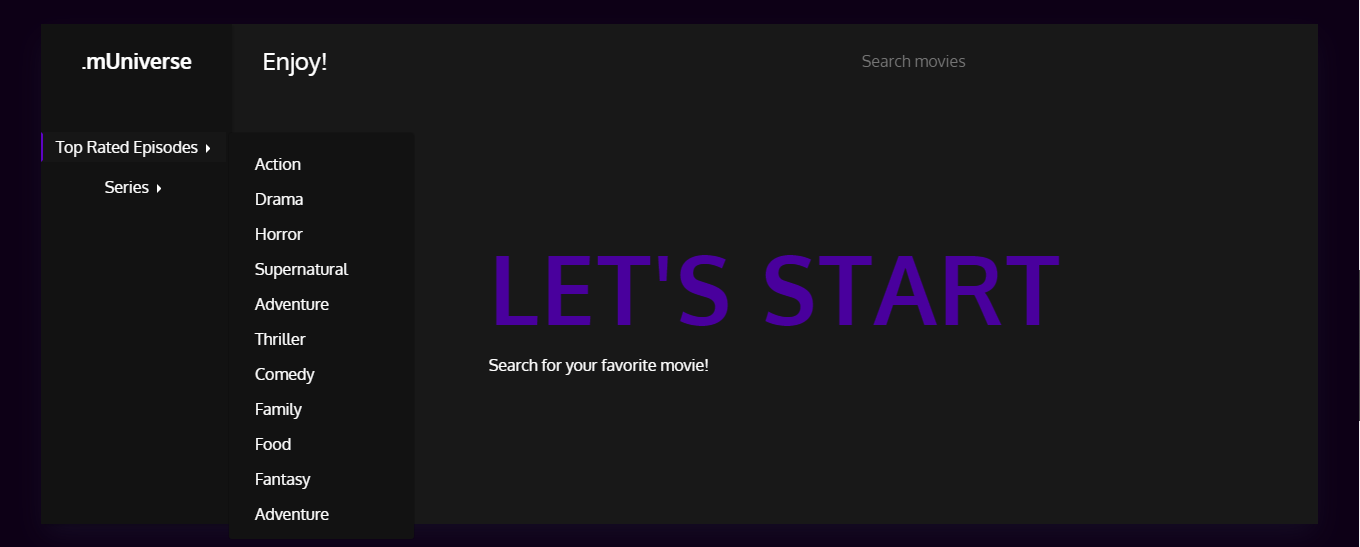 .mUniverse
Enjoy!
Search movies
Top Rated Episodes
Series
Action
Drama
Horror
Supernatural
Adventure
Thriller
Comedy
Family
Food
Fantasy
Adventure
LET'S START
Search for your favorite movie!